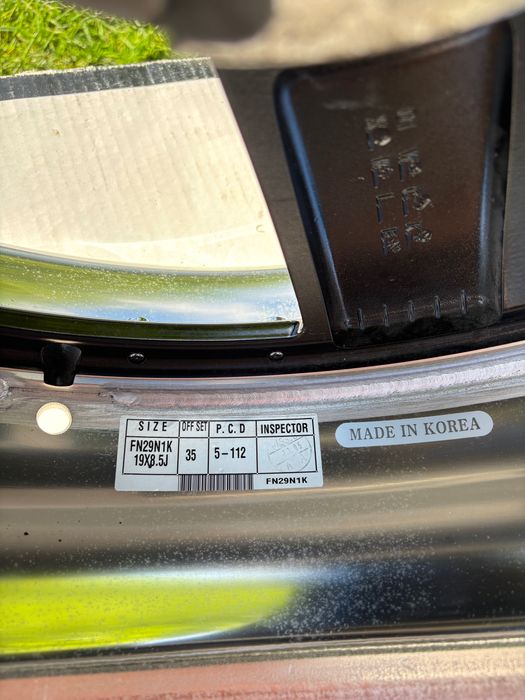 SIZE OFF SET P.C.D INSPECTOR
FN29N1K
19X8.5J 35 5-112
FN29N1K
MADE IN KOREA